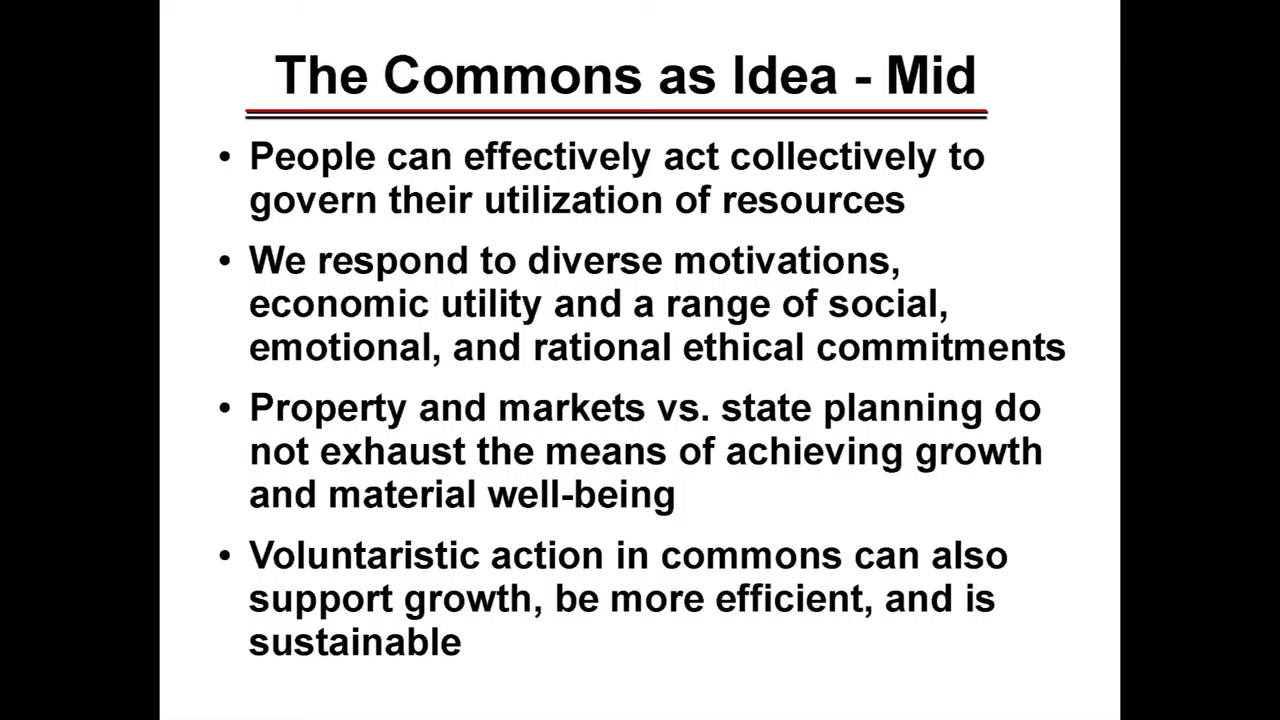 The Commons as Idea - Mid
• People can effectively act collectively to
govern their utilization of resources
• We respond to diverse motivations,
economic utility and a range of social,
emotional, and rational ethical commitments
• Property and markets vs. state planning do
not exhaust the means of achieving growth
and material well-being
• Voluntaristic action in commons can also
support growth, be more efficient, and is
sustainable